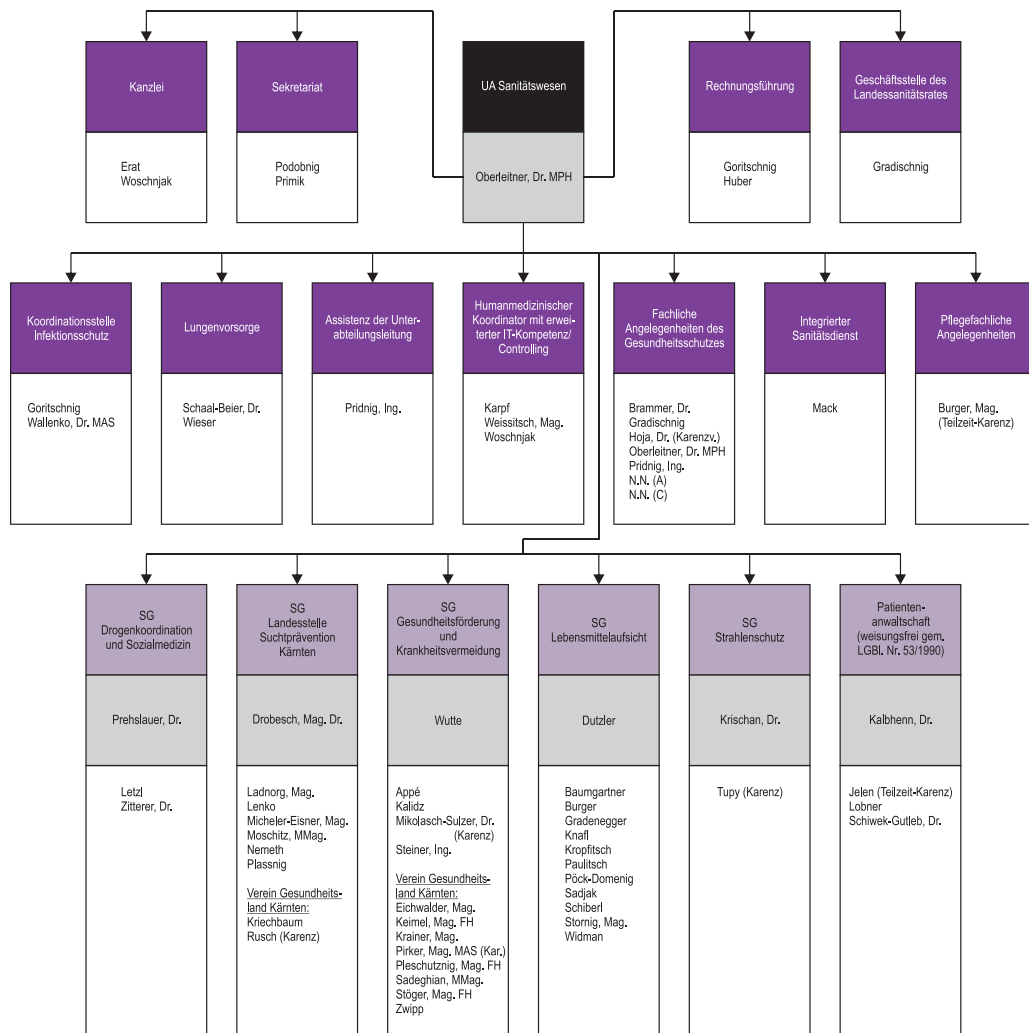 Kanzlei
Erat
Woschnjak
Sekretariat
Podobnig
Primik
UA Sanitätswesen
Oberleitner, Dr. MPH
Rechnungsführung
Goritschnig
Huber
Geschäftsstelle des
Landessanitätsrates
Gradischnig
Koordinationsstelle
Infektionsschutz
Goritschnig
Wallenko, Dr. MAS
Lungenvorsorge
Schaal-Beier, Dr.
Wieser
Assistenz der Unter-
abteilungsleitung
Pridnig, Ing.
Humanmedizinischer
Koordinator mit erwei-
terter IT-Kompetenz/
Controlling
Karpf
Weissitsch, Mag.
Woschnjak
Fachliche
Angelegenheiten des
Gesundheitsschutzes
Brammer, Dr.
Gradischnig
Hoja, Dr. (Karenzv.)
Oberleitner, Dr. MPH
Pridnig, Ing.
N.N. (A)
N.N. (C)
Integrierter
Sanitätsdienst
Mack
Pflegefachliche
Angelegenheiten
Burger, Mag.
(Teilzeit-Karenz)
SG
Drogenkoordination
und Sozialmedizin
Prehslauer, Dr.
Letzl
Zitterer, Dr.
SG
Landesstelle
Suchtprävention
Kärnten
Drobesch, Mag. Dr.
Ladnorg, Mag.
Lenko
Micheler-Eisner, Mag.
Moschitz, MMag.
Nemeth
Plassnig
Verein Gesundheits-
land Kärnten:
Kriechbaum
Rusch (Karenz)
SG
Gesundheitsförderung
und
Krankheitsvermeidung
Wutte
Appé
Kalidz
Mikolasch-Sulzer, Dr.
(Karenz)
Steiner, Ing.
Verein Gesundheits-
land Kärnten:
Eichwalder, Mag.
Keimel, Mag. FH
Krainer, Mag.
Pirker, Mag. MAS (Kar.)
Pleschutznig, Mag. FH
Sadeghian, MMag.
Stöger, Mag. FH
Zwipp
SG
Lebensmittelaufsicht
Dutzler
Baumgartner
Burger
Gradenegger
Knafl
Kropfitsch
Paulitsch
Pöck-Domenig
Sadjak
Schiberl
Stornig, Mag.
Widman
SG
Strahlenschutz
Krischan, Dr.
Tupy (Karenz)
Patienten-
anwaltschaft
(weisungsfrei gem.
LGBl. Nr. 53/1990)
Kalbhenn, Dr.
Jelen (Teilzeit-Karenz)
Lobner
Schiwek-Gutleb, Dr.